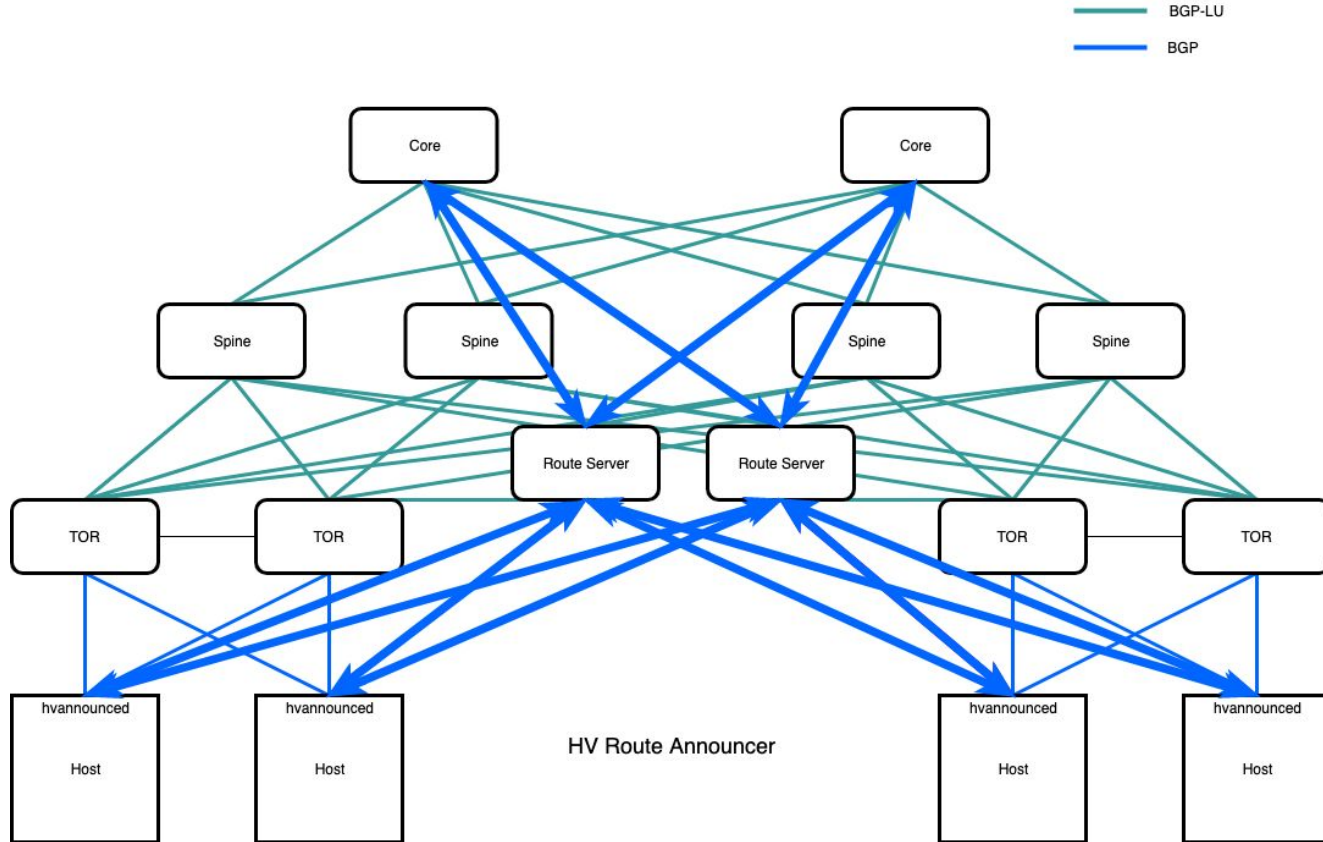 BGP-LU
BGP
Core
Core
Spine
Spine
Spine
Spine
Route Server
Route Server
TOR
TOR
TOR
TOR
hvannounced
hvannounced
hvannounced
hvannounced
HV Route Announcer
Host
Host
Host
Host